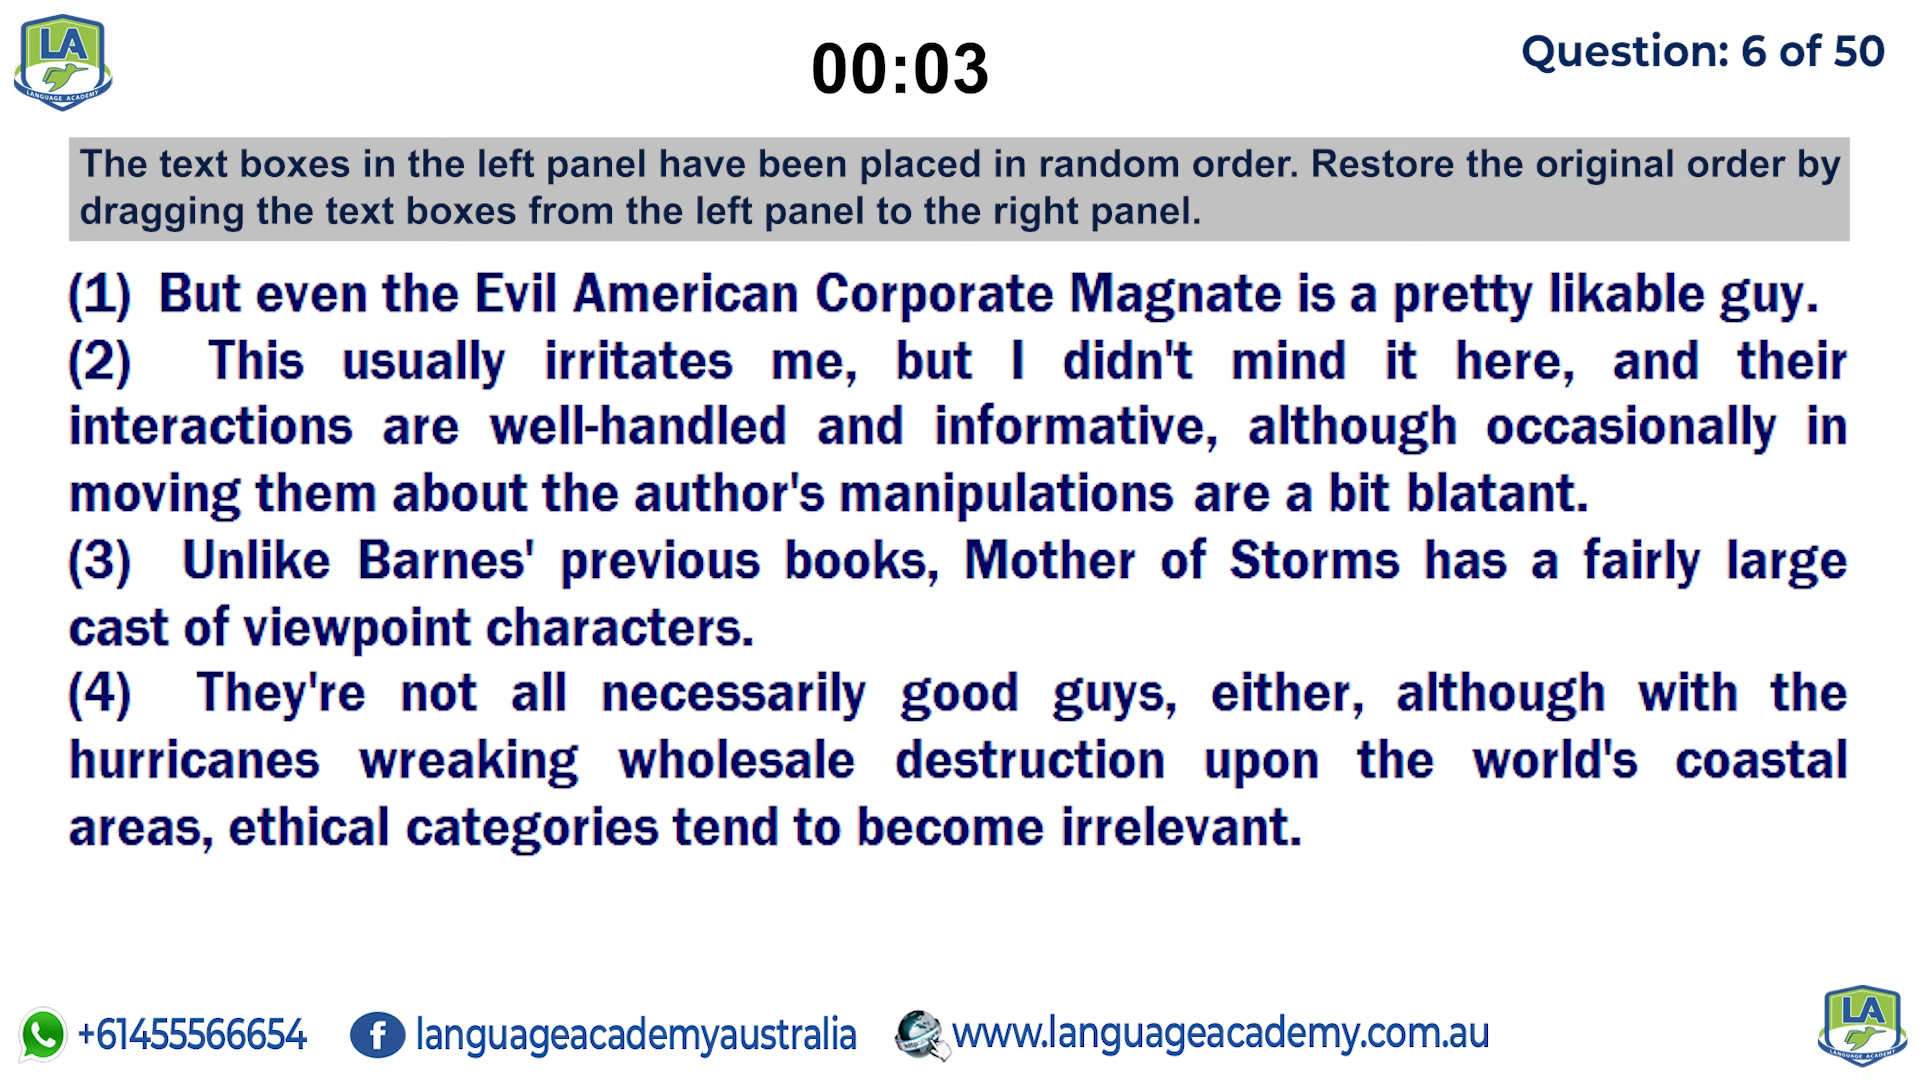 LA
LANGUAGE ACADEMY
00:03
Question: 6 of 50
The text boxes in the left panel have been placed in random order. Restore the original order by
dragging the text boxes from the left panel to the right panel.
(1) But even the Evil American Corporate Magnate is a pretty likable guy.
(2) This usually irritates me, but I didn't mind it here, and their
interactions are well-handled and informative, although occasionally in
moving them about the author's manipulations are a bit blatant.
(3) Unlike Barnes' previous books, Mother of Storms has a fairly large
cast of viewpoint characters.
(4) They're not all necessarily good guys, either, although with the
hurricanes wreaking wholesale destruction upon the world's coastal
areas, ethical categories tend to become irrelevant.
+61455566654
f languageacademyaustralia
www.languageacademy.com.au
LA
LANGUAGE ACADEMY